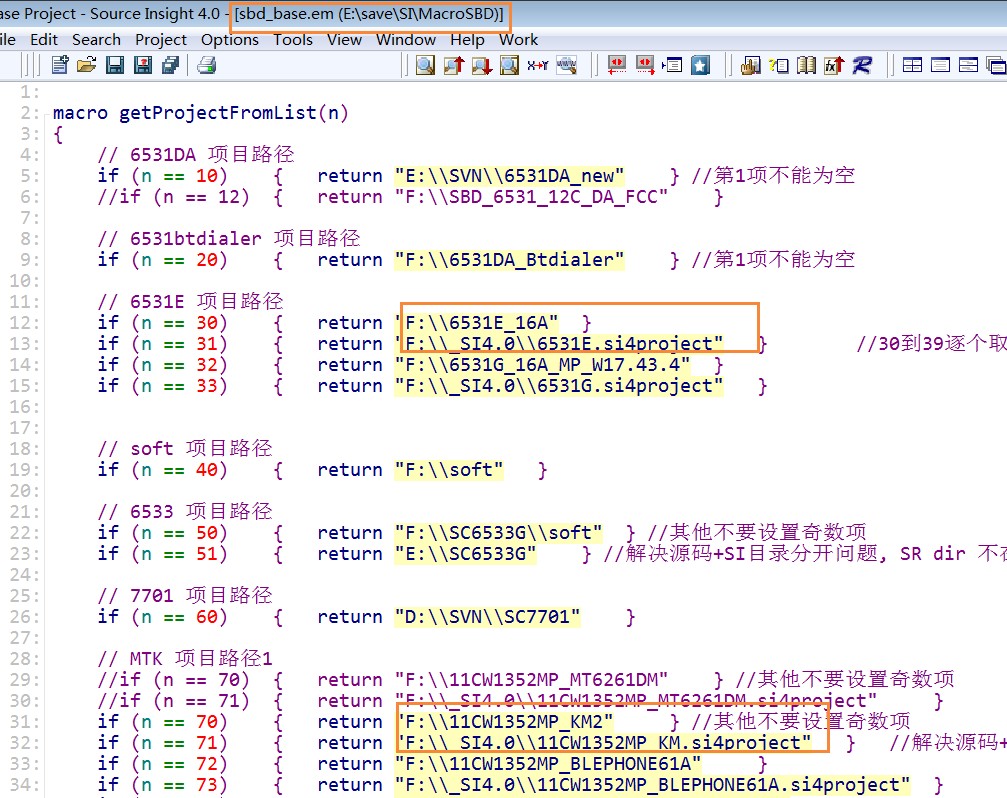 ase Project - Source Insight 4.0 - [sbd_base.em (E:\save\SI\MacroSBD)]
ile Edit Search Project Options Tools View Window Help Work
1:
2: macro getProjectFromList(n)
3: {
4: // 6531DA 项目路径
5: if (n == 10) { return "E:\\SVN\\6531DA_new" } //第1项不能为空
6: //if (n == 12) { return "F:\\SBD_6531_12C_DA_FCC" }
7:
8: // 6531btdialer 项目路径
9: if (n == 20) { return "F:\\6531DA_Btdialer" } //第1项不能为空
10:
11: // 6531E 项目路径
12: if (n == 30) { return "F:\\6531E_16A" }
13: if (n == 31) { return "F:\\_SI4.0\\6531E.si4project" } //30到39逐个取
14: if (n == 32) { return "F:\\6531G_16A_MP_W17.43.4" }
15: if (n == 33) { return "F:\\_SI4.0\\6531G.si4project" }
16:
17:
18: // soft 项目路径
19: if (n == 40) { return "F:\\soft" }
20:
21: // 6533 项目路径
22: if (n == 50) { return "F:\\SC6533G\\soft" } //其他不要设置奇数项
23: if (n == 51) { return "E:\\SC6533G" } //解决源码+SI目录分开问题, SR dir 不在
24:
25: // 7701 项目路径
26: if (n == 60) { return "D:\\SVN\\SC7701" }
27:
28: // MTK 项目路径1
29: //if (n == 70) { return "F:\\11CW1352MP_MT6261DM" } //其他不要设置奇数项
30: //if (n == 71) { return "F:\\_SI4.0\\11CW1352MP_MT6261DM.si4project" }
31: if (n == 70) { return "F:\\11CW1352MP_KM2" } //其他不要设置奇数项
32: if (n == 71) { return "F:\\_SI4.0\\11CW1352MP_KM.si4project" } //解决源码+
33: if (n == 72) { return "F:\\11CW1352MP_BLEPHONE61A" }
34: if (n == 73) { return "F:\\_SI4.0\\11CW1352MP_BLEPHONE61A.si4project" }